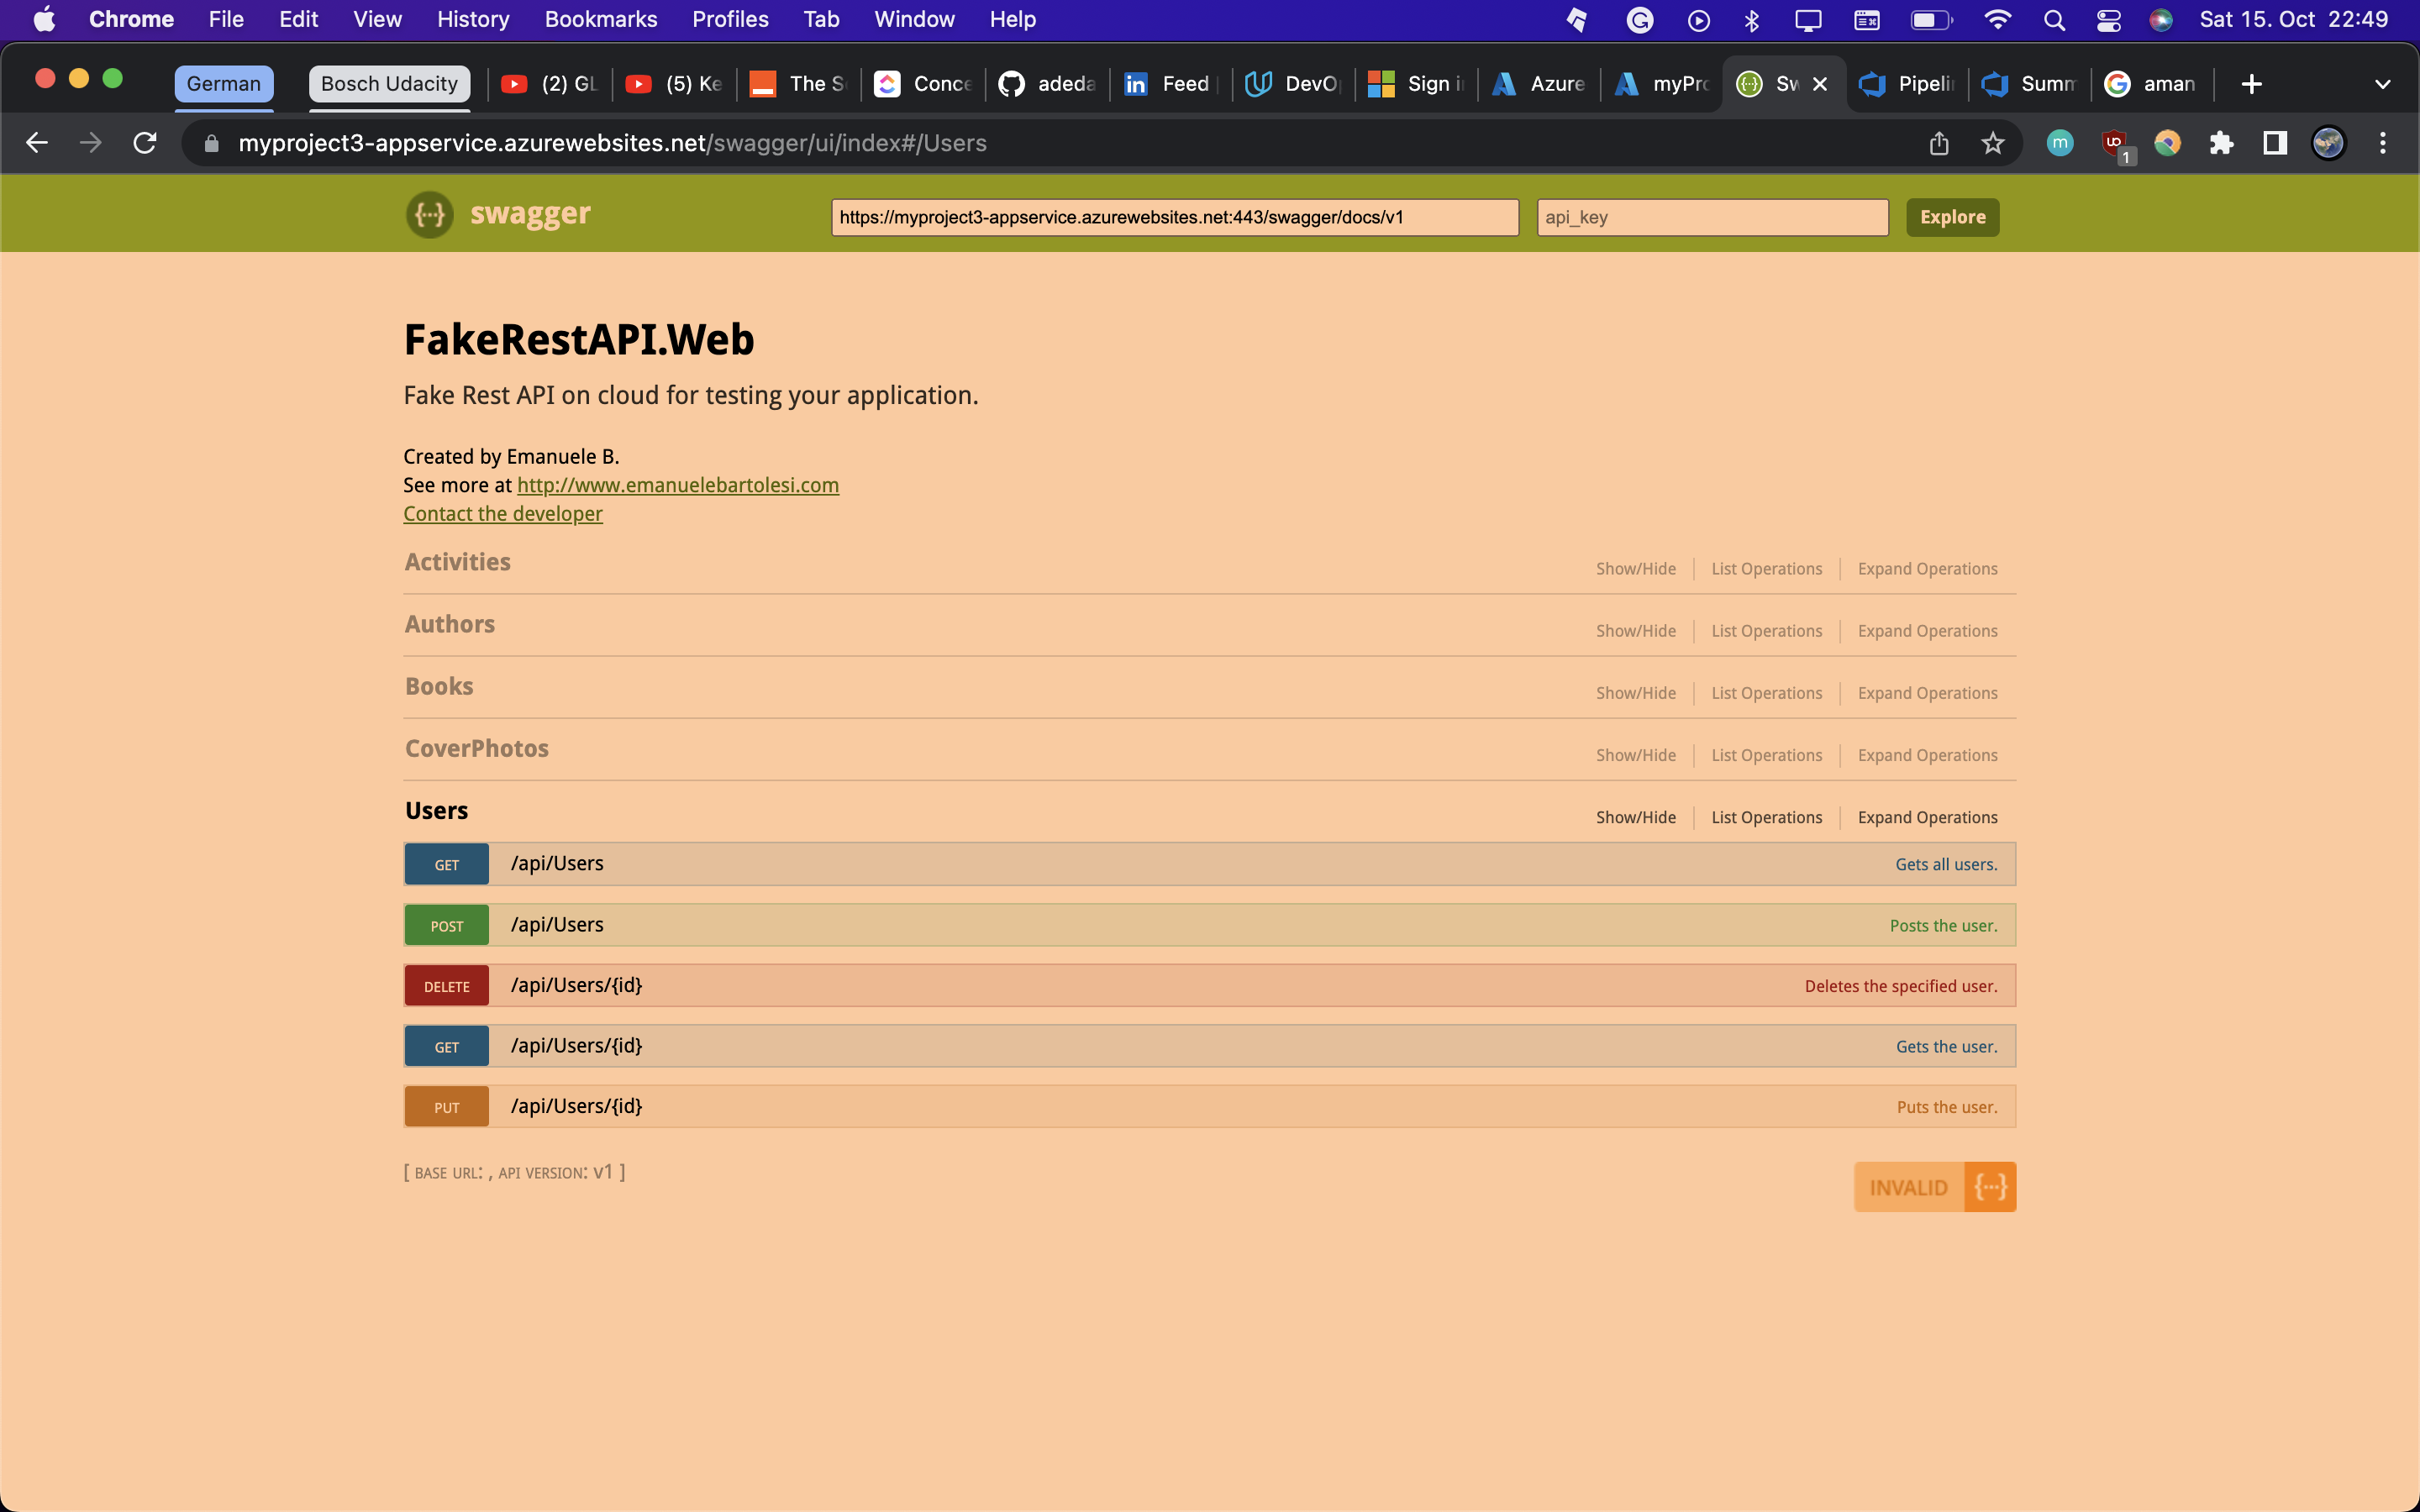 Chrome File Edit View History Bookmarks Profiles Tab Window Help Sat 15. Oct 22:49
German Bosch Udacity (2) GL (5) Ke The S Conce adeda Feed DevO Sign i Azure myPro Sw Pipelin Summ aman
myproject3-appservice.azurewebsites.net/swagger/ui/index#/Users m 1
swagger https://myproject3-appservice.azurewebsites.net:443/swagger/docs/v1 api_key Explore
FakeRestAPI.Web
Fake Rest API on cloud for testing your application.
Created by Emanuele B.
See more at http://www.emanuelebartolesi.com
Contact the developer
Activities Show/Hide List Operations Expand Operations
Authors Show/Hide List Operations Expand Operations
Books Show/Hide List Operations Expand Operations
CoverPhotos Show/Hide List Operations Expand Operations
Users Show/Hide List Operations Expand Operations
GET /api/Users Gets all users.
POST /api/Users Posts the user.
DELETE /api/Users/{id} Deletes the specified user.
GET /api/Users/{id} Gets the user.
PUT /api/Users/{id} Puts the user.
[ BASE URL: , API VERSION: V1 ]
INVALID {...}